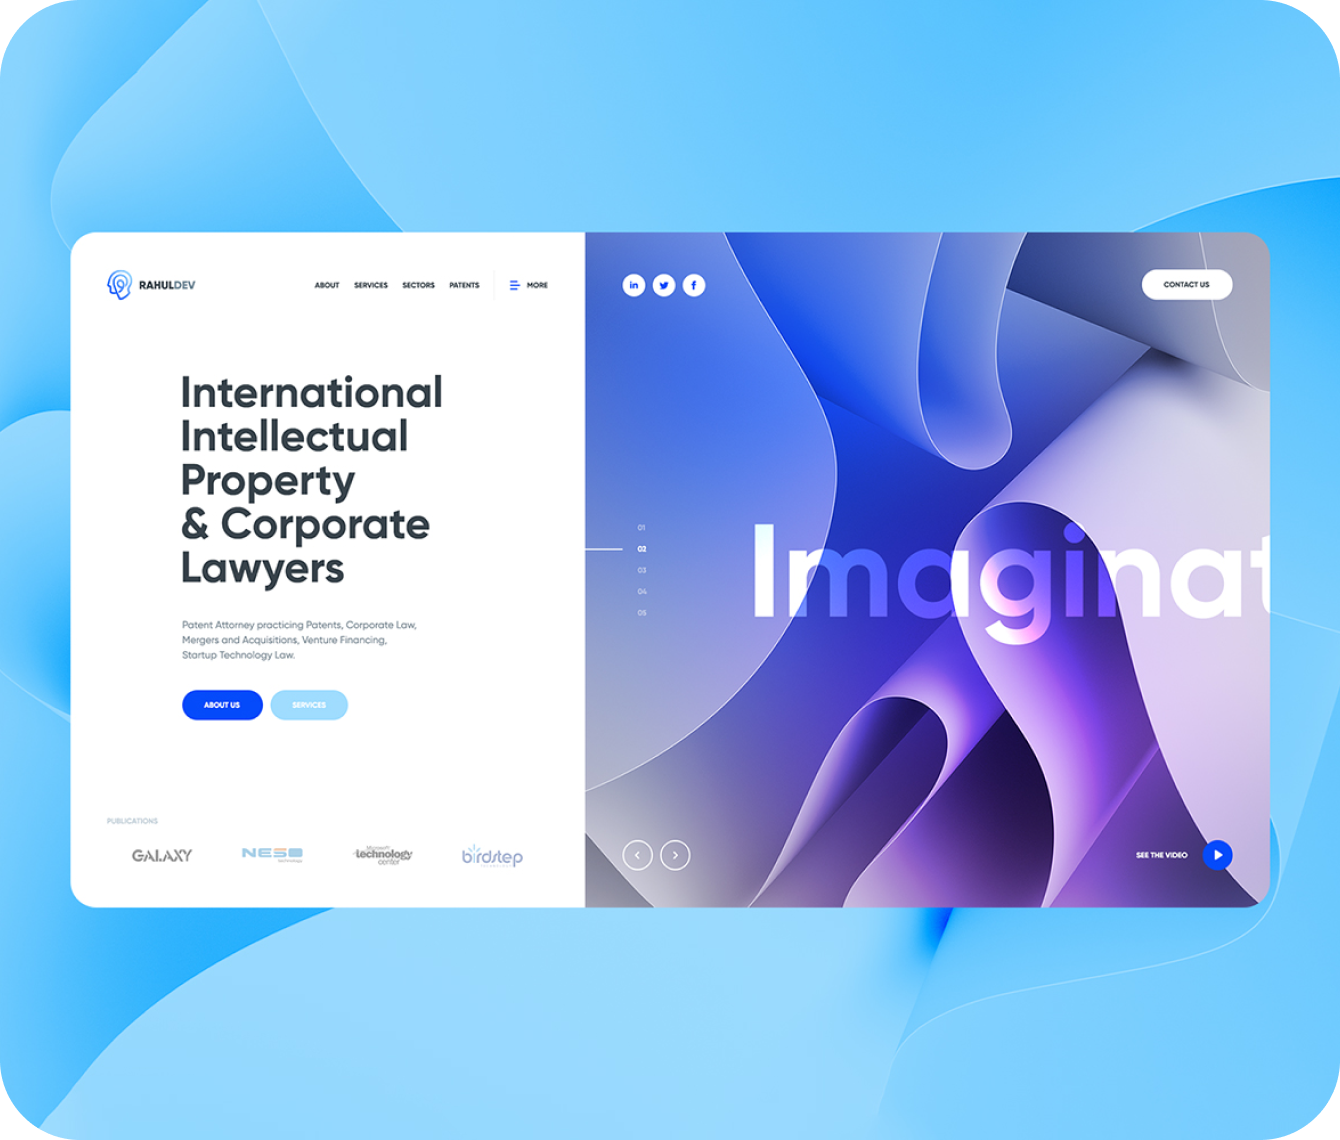 RAHULDEV
ABOUT SERVICES SECTORS PATENTS MORE
CONTACT US
International
Intellectual
Property
& Corporate
Lawyers
Patent Attorney practicing Patents, Corporate Law,
Mergers and Acquisitions, Venture Financing,
Startup Technology Law.
ABOUT US SERVICES
PUBLICATIONS
GALAXY
NESO
technology
Microsoft
technology
center
birdstep
in
f
01
02
03
04
05
Imaginat
SEE THE VIDEO